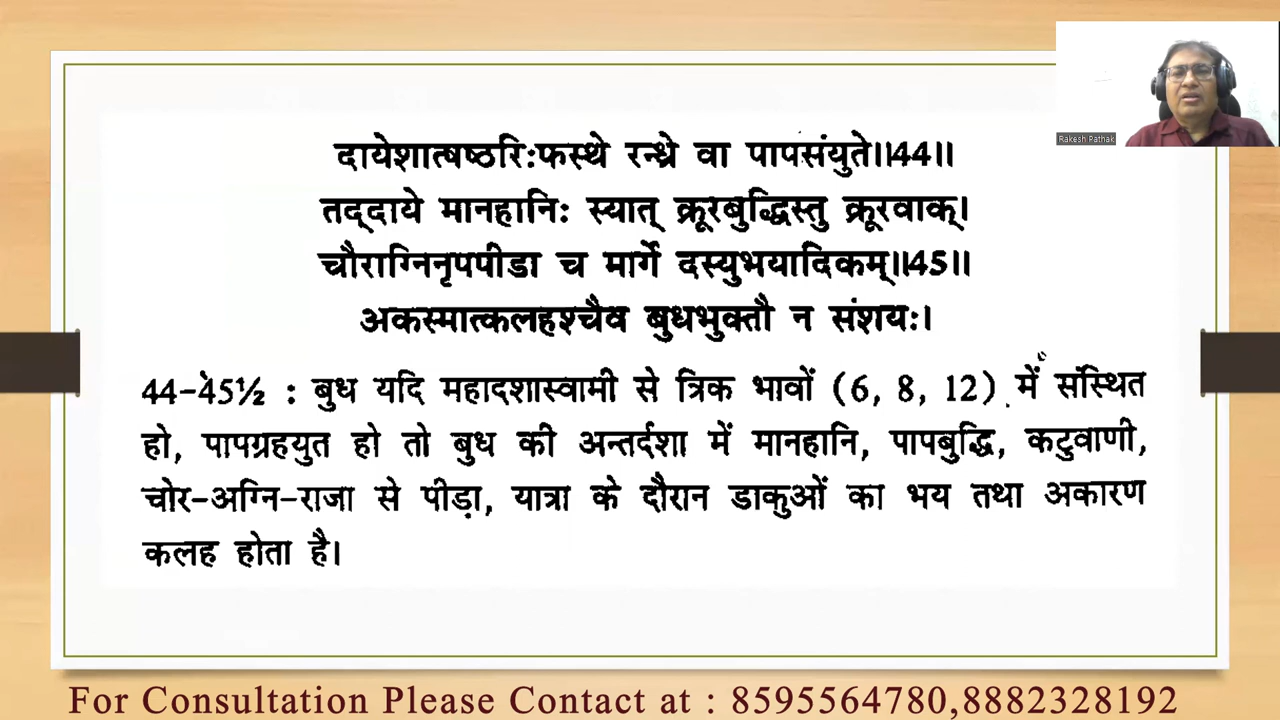 Rakesh Pathak
दायेशात्षष्ठरिःफस्थे रन्ध्रे वा पापसंयुते।।44।।
तद्दाये मानहानिः स्यात् क्रूरबुद्धिस्तु क्रूरवाक्।
चौराग्निनृपपीडा च मार्गे दस्युभयादिकम्।।45।।
अकस्मात्कलहश्चैव बुधभुक्तौ न संशयः।
44-45½ : बुध यदि महादशास्वामी से त्रिक भावों (6, 8, 12) में संस्थित
हो, पापग्रहयुत हो तो बुध की अन्तर्दशा में मानहानि, पापबुद्धि, कटुवाणी,
चोर-अग्नि-राजा से पीड़ा, यात्रा के दौरान डाकुओं का भय तथा अकारण
कलह होता है।
For Consultation Please Contact at : 8595564780,8882328192